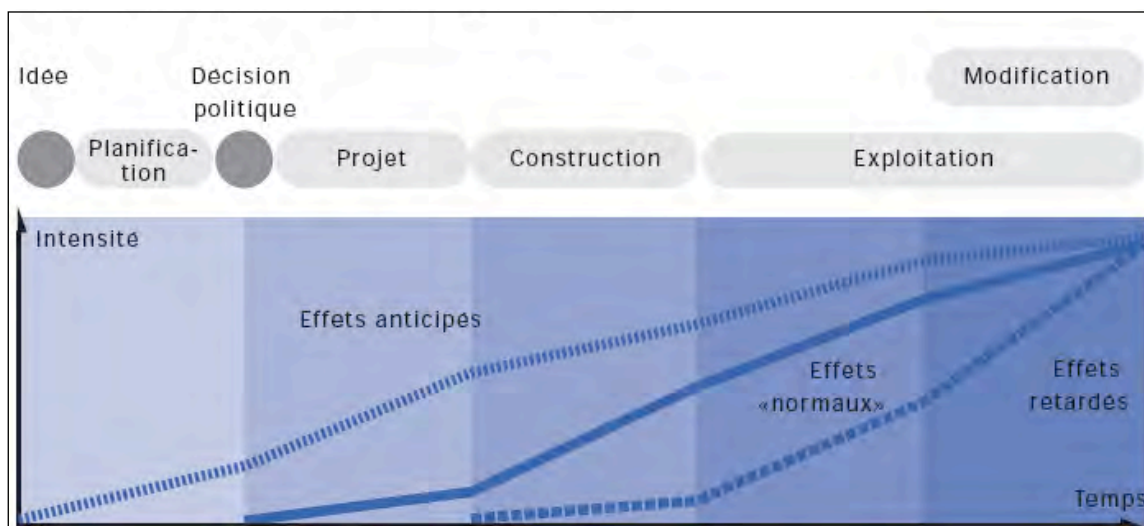 Idée
Décision
politique
Modification
Planifica-
tion
Projet
Construction
Exploitation
Intensité
Effets anticipés
Effets
«normaux»
Effets
retardés
Temps